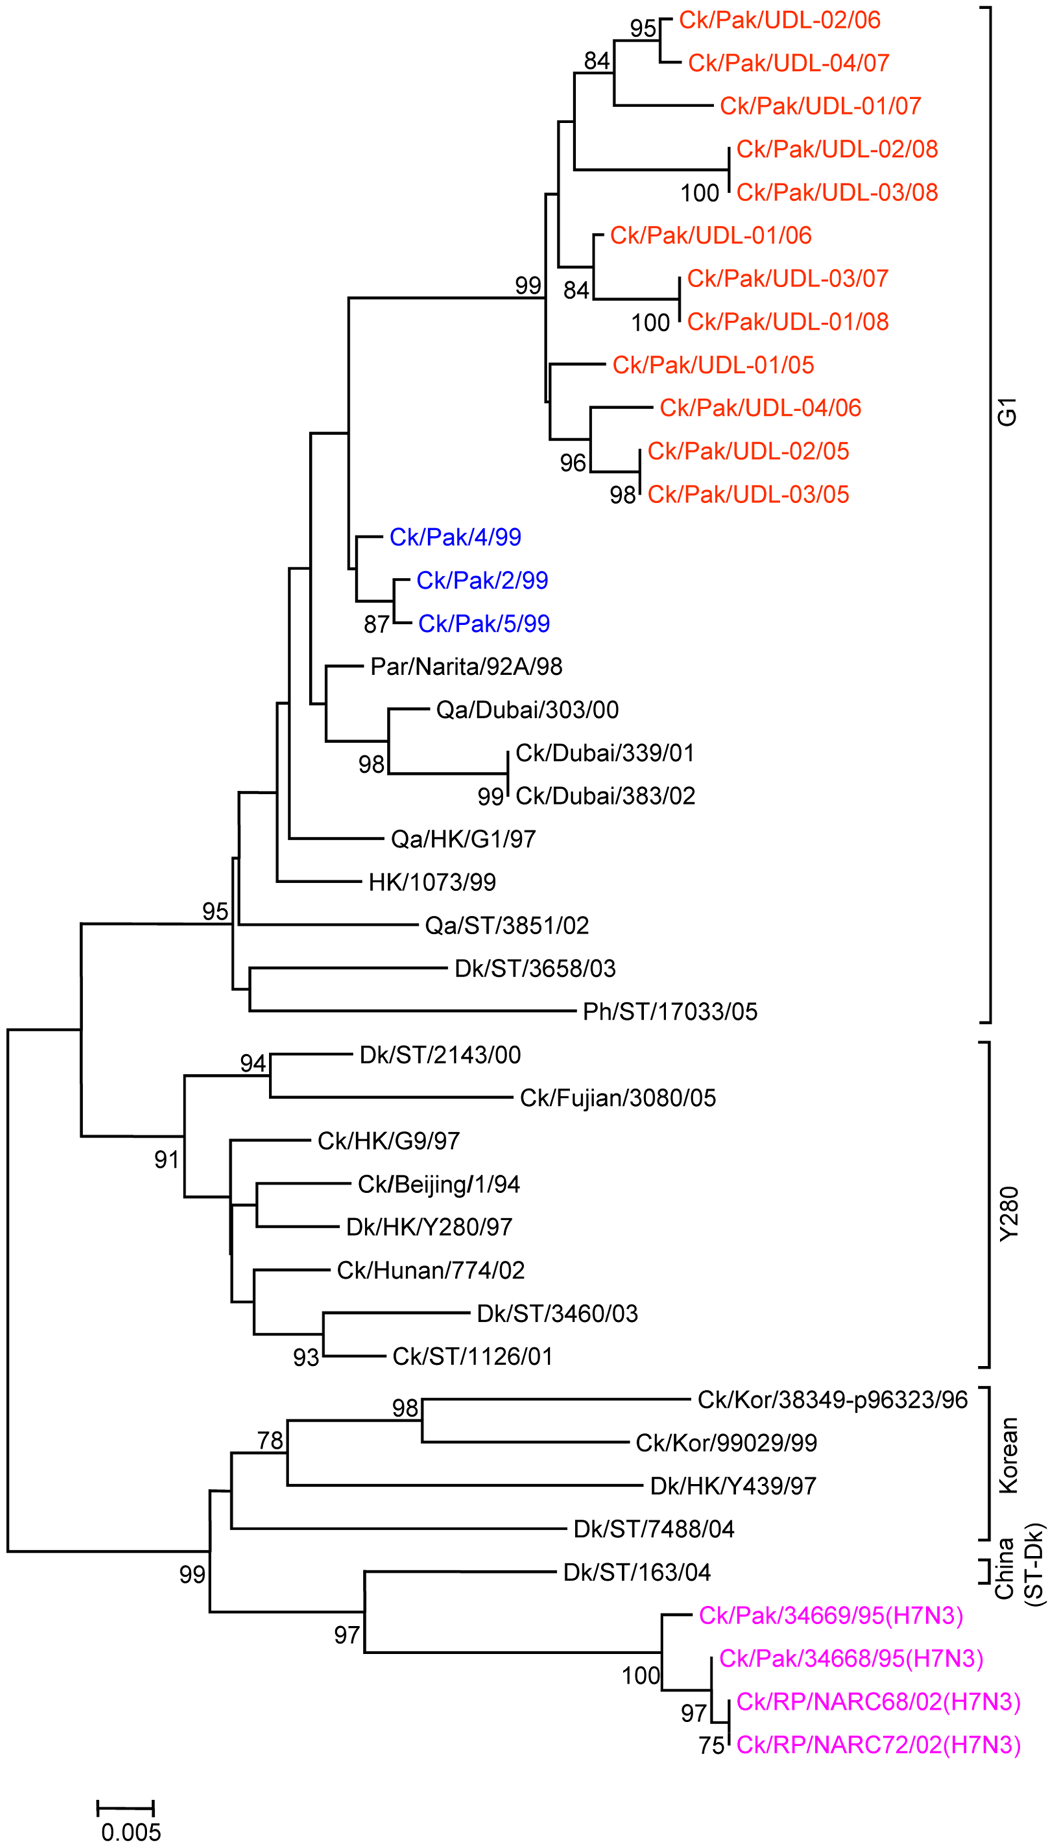 Ck/Pak/UDL-02/06
95
Ck/Pak/UDL-04/07
84
Ck/Pak/UDL-01/07
Ck/Pak/UDL-02/08
100
Ck/Pak/UDL-03/08
Ck/Pak/UDL-01/06
99
84
Ck/Pak/UDL-03/07
100
Ck/Pak/UDL-01/08
Ck/Pak/UDL-01/05
G1
Ck/Pak/UDL-04/06
96
Ck/Pak/UDL-02/05
98
Ck/Pak/UDL-03/05
Ck/Pak/4/99
Ck/Pak/2/99
87
Ck/Pak/5/99
Par/Narita/92A/98
Qa/Dubai/303/00
98
Ck/Dubai/339/01
99
Ck/Dubai/383/02
Qa/HK/G1/97
HK/1073/99
95
Qa/ST/3851/02
Dk/ST/3658/03
Ph/ST/17033/05
94
Dk/ST/2143/00
Ck/Fujian/3080/05
91
Ck/HK/G9/97
Ck/Beijing/1/94
Y280
Dk/HK/Y280/97
Ck/Hunan/774/02
Dk/ST/3460/03
93
Ck/ST/1126/01
98
Ck/Kor/38349-p96323/96
78
Ck/Kor/99029/99
Korean
Dk/HK/Y439/97
Dk/ST/7488/04
99
Dk/ST/163/04
China
(ST-Dk)
97
Ck/Pak/34669/95(H7N3)
100
Ck/Pak/34668/95(H7N3)
97
Ck/RP/NARC68/02(H7N3)
75
Ck/RP/NARC72/02(H7N3)
0.005